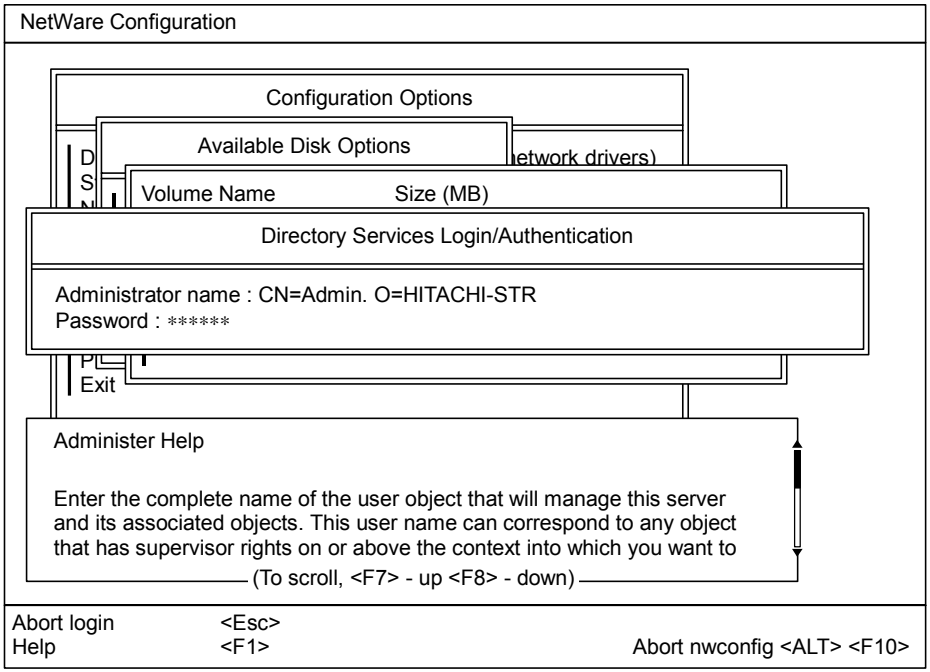 NetWare Configuration
Configuration Options
Available Disk Options
D
network drivers)
S
Volume Name Size (MB)
N
Directory Services Login/Authentication
Administrator name : CN=Admin. O=HITACHI-STR
Password : ******
P
Exit
Administer Help
Enter the complete name of the user object that will manage this server
and its associated objects. This user name can correspond to any object
that has supervisor rights on or above the context into which you want to
(To scroll, <F7> - up <F8> - down)
Abort login <Esc>
Help <F1> Abort nwconfig <ALT> <F10>